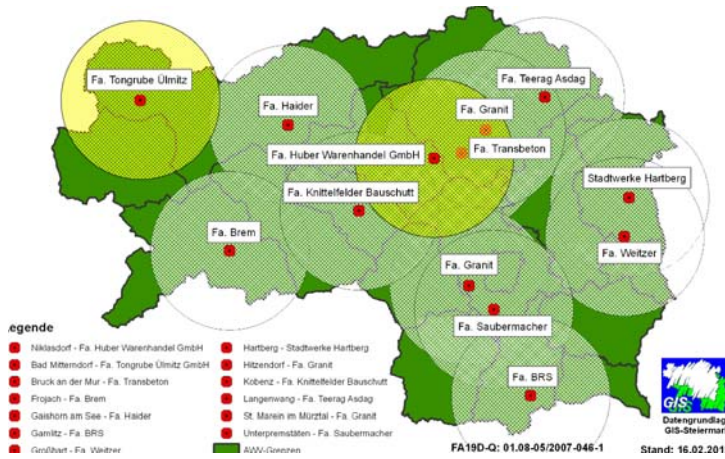 Fa. Tongrube Ülmitz
Fa. Haider
Fa. Teerag Asdag
Fa. Granit
Fa. Huber Warenhandel GmbH
Fa. Transbeton
Fa. Knittelfelder Bauschutt
Stadtwerke Hartberg
Fa. Brem
Fa. Weitzer
Fa. Granit
Fa. Saubermacher
Fa. BRS
egende
Niklasdorf - Fa. Huber Warenhandel GmbH
Bad Mitterndorf - Fa. Tongrube Ülmitz GmbH
Bruck an der Mur - Fa. Transbeton
Frojach - Fa. Brem
Gaishorn am See - Fa. Haider
Gamlitz - Fa. BRS
Großhart - Fa. Weitzer
Hartberg - Stadtwerke Hartberg
Hitzendorf - Fa. Granit
Kobenz - Fa. Knittelfelder Bauschutt
Langenwang - Fa. Teerag Asdag
St. Marein im Mürztal - Fa. Granit
Unterpremstäten - Fa. Saubermacher
AWV-Grenzen
GIS
Datengrundlag
GIS-Steiermar
FA19D-Q: 01.08-05/2007-046-1
Stand: 16.02.201